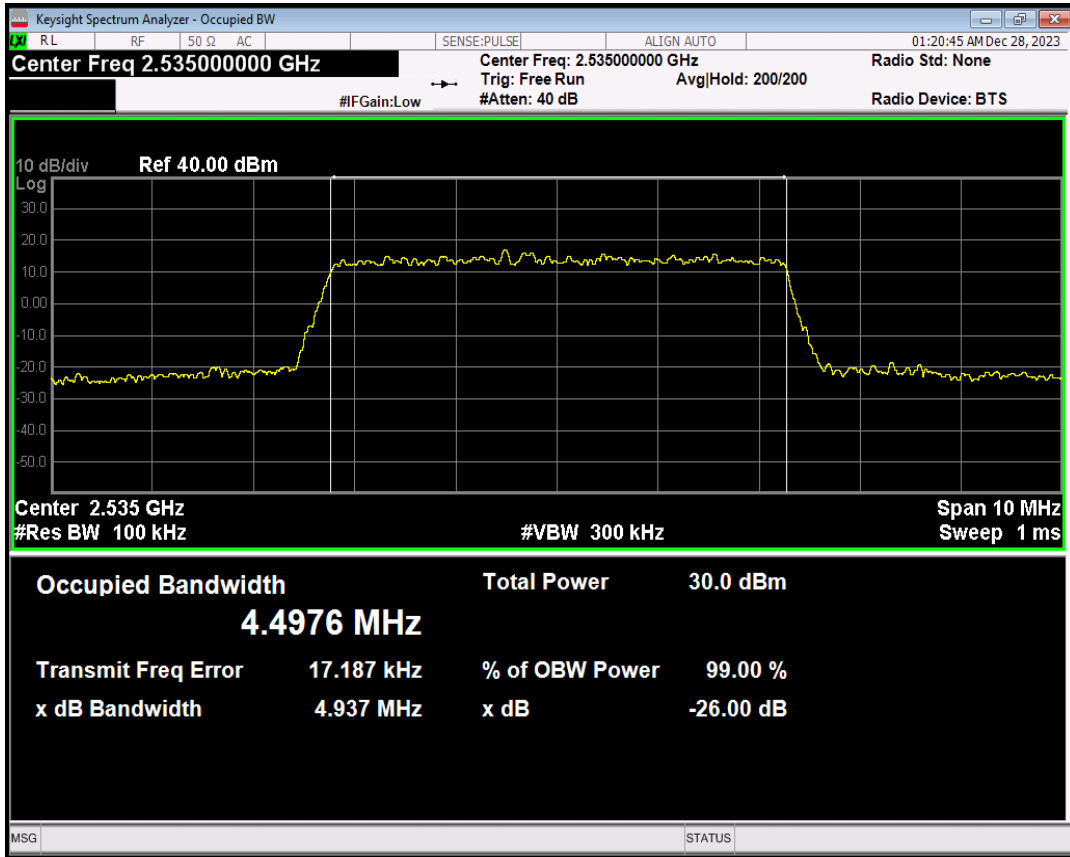 Keysight Spectrum Analyzer - Occupied BW
LXI RL RF 50 Ω AC SENSE:PULSE ALIGN AUTO 01:20:45 AM Dec 28, 2023
Center Freq 2.535000000 GHz Center Freq: 2.535000000 GHz Radio Std: None
Trig: Free Run Avg|Hold: 200/200
#IFGain:Low #Atten: 40 dB Radio Device: BTS
10 dB/div Ref 40.00 dBm
Log
30.0
20.0
10.0
0.00
-10.0
-20.0
-30.0
-40.0
-50.0
Center 2.535 GHz Span 10 MHz
#Res BW 100 kHz #VBW 300 kHz Sweep 1 ms
Occupied Bandwidth Total Power 30.0 dBm
4.4976 MHz
Transmit Freq Error 17.187 kHz % of OBW Power 99.00 %
x dB Bandwidth 4.937 MHz x dB -26.00 dB
MSG STATUS